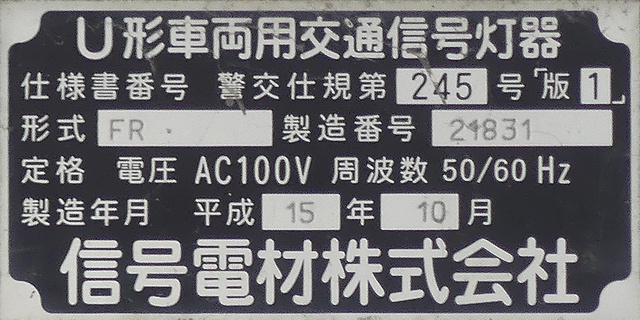 U形車両用交通信号灯器
仕様書番号 警交仕規第 245 号「版 1」
形式 FR 製造番号 21831
定格 電圧 AC100V 周波数 50/60 Hz
製造年月 平成 15 年 10 月
信号電材株式会社